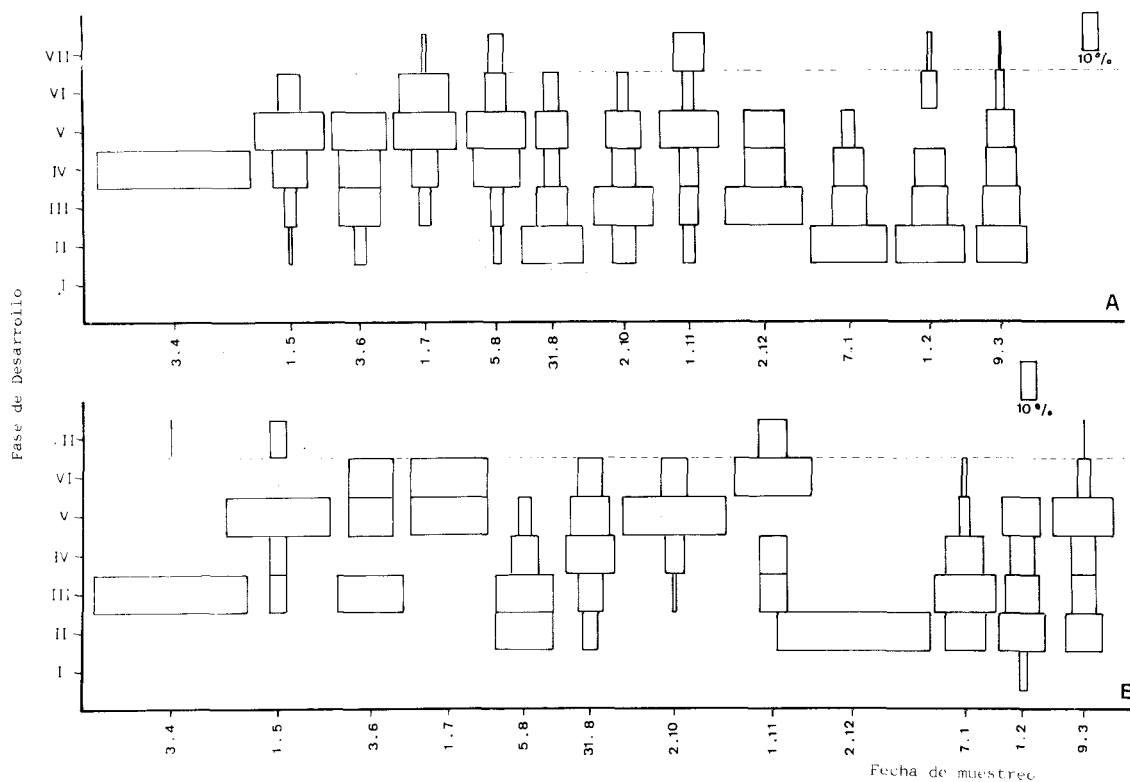 VII
VI
V
IV
III
II
I
10%
A
3.4
1.5
3.6
1.7
5.8
31.8
2.10
1.11
2.12
7.1
1.2
9.3
Fase de Desarrollo
10%
II
VI
V
IV
III
II
I
B
3.4
1.5
3.6
1.7
5.8
31.8
2.10
1.11
2.12
7.1
1.2
9.3
Fecha de muestreo